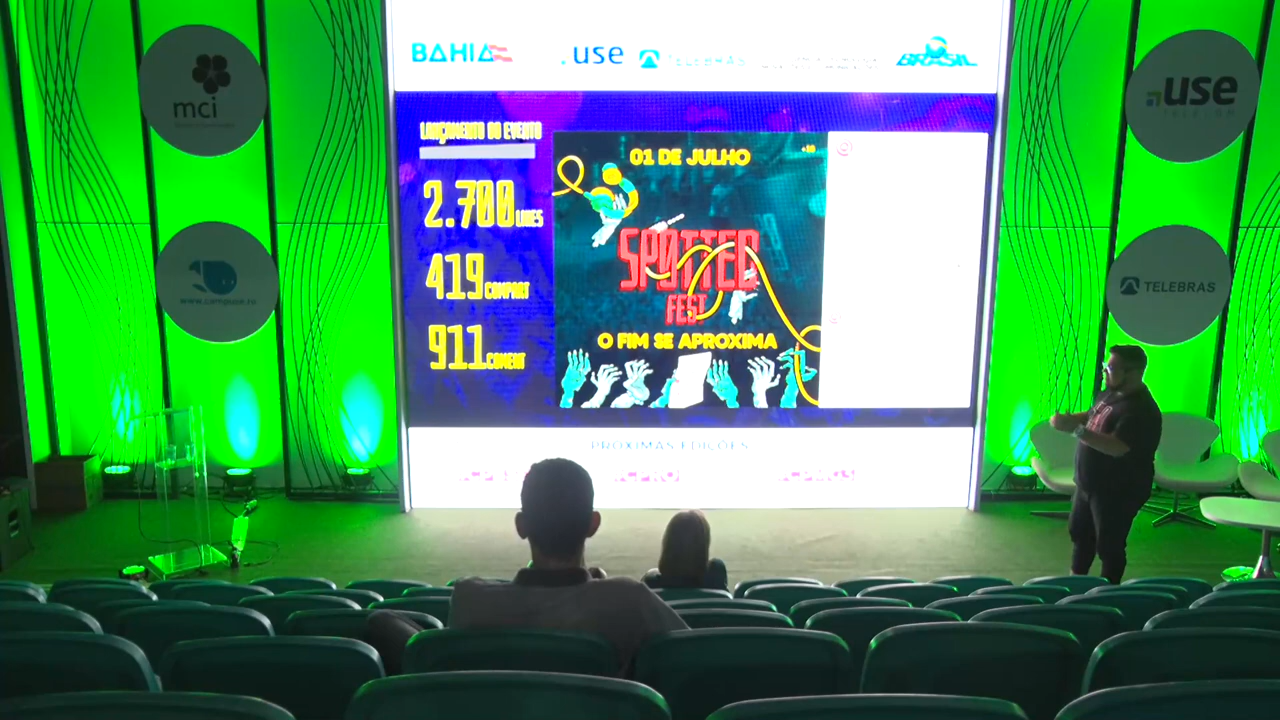 BAHIA
.use
TELEBRAS
BRASIL
mci
use
TELECOM
LANÇAMENTO DO EVENTO
2.700 LIKES
419 COMPART
911 COMENT
01 DE JULHO
SPOTTED
FEST
O FIM SE APROXIMA
TELEBRAS
PRÓXIMAS EDIÇÕES